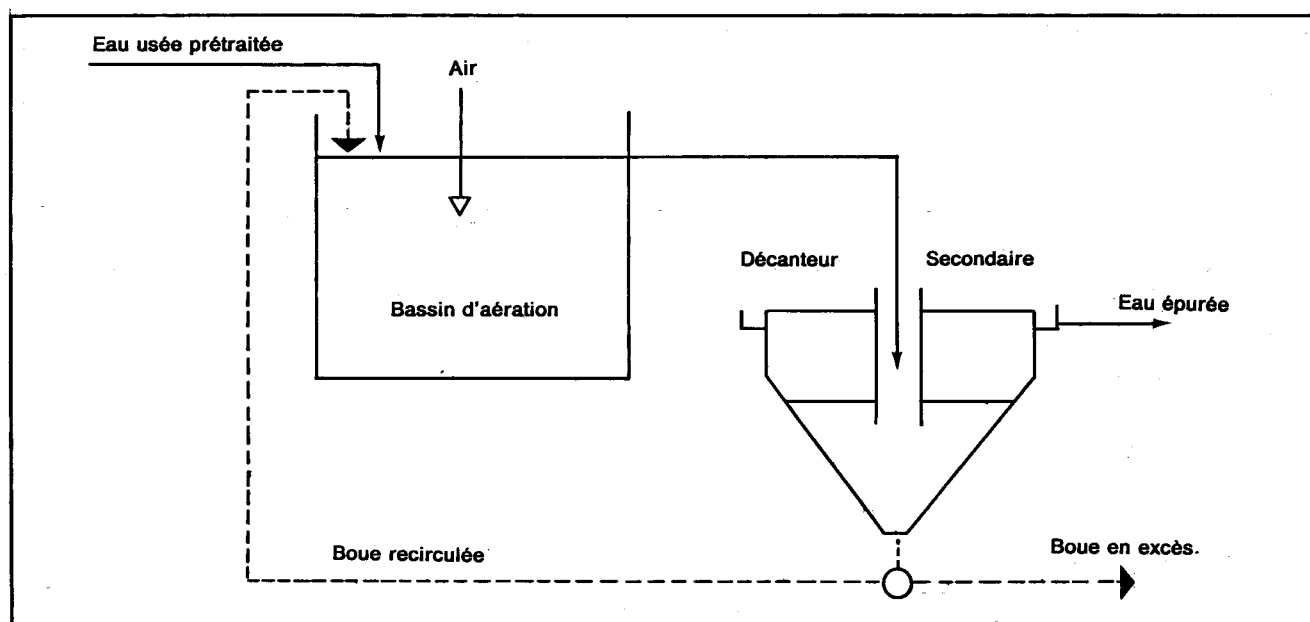 Eau usée prétraitée
Air
Bassin d'aération
Décanteur Secondaire
Eau épurée
Boue recirculée
Boue en excès.